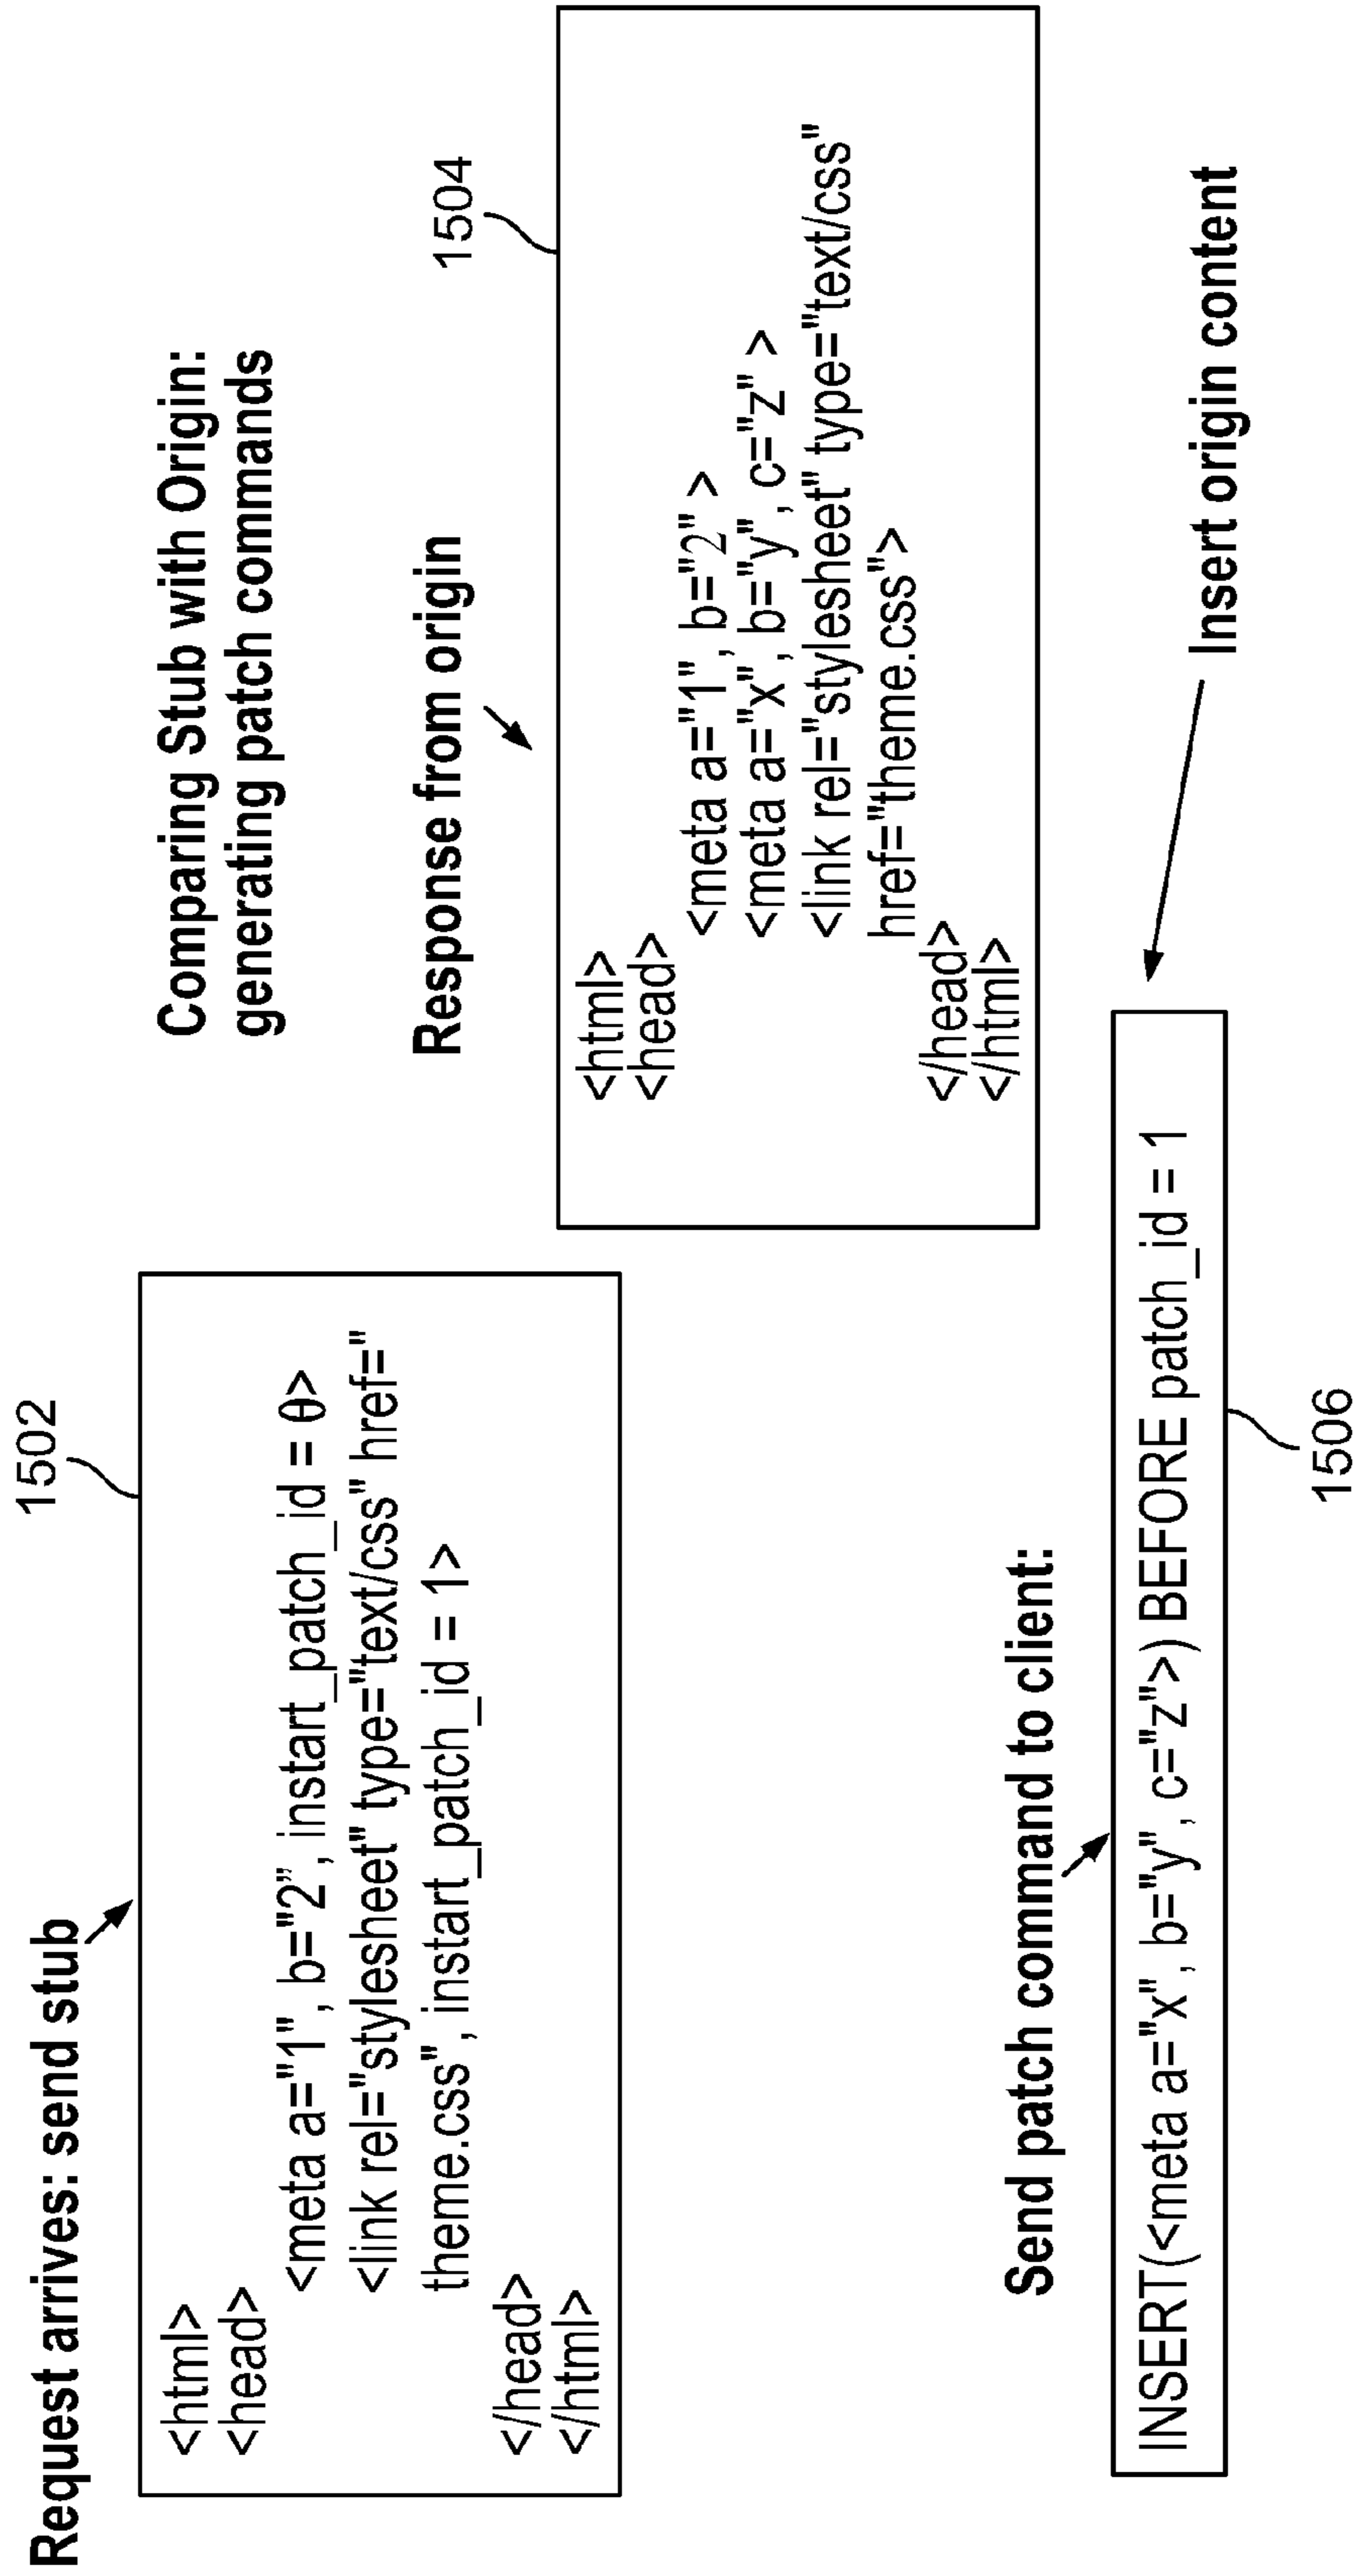 Request arrives: send stub
1502
<html>
<head>
<meta a="1", b="2”, instart_patch_id = θ>
<link rel="stylesheet" type="text/css" href="
theme.css", instart_patch_id = 1>
</head>
</html>
Comparing Stub with Origin:
generating patch commands
Response from origin
1504
<html>
<head>
<meta a="1", b="2" >
<meta a="x", b="y", c="z" >
<link rel="stylesheet" type="text/css"
href="theme.css">
</head>
</html>
Send patch command to client:
INSERT(<meta a="x", b="y", c="z">) BEFORE patch_id = 1
1506
Insert origin content